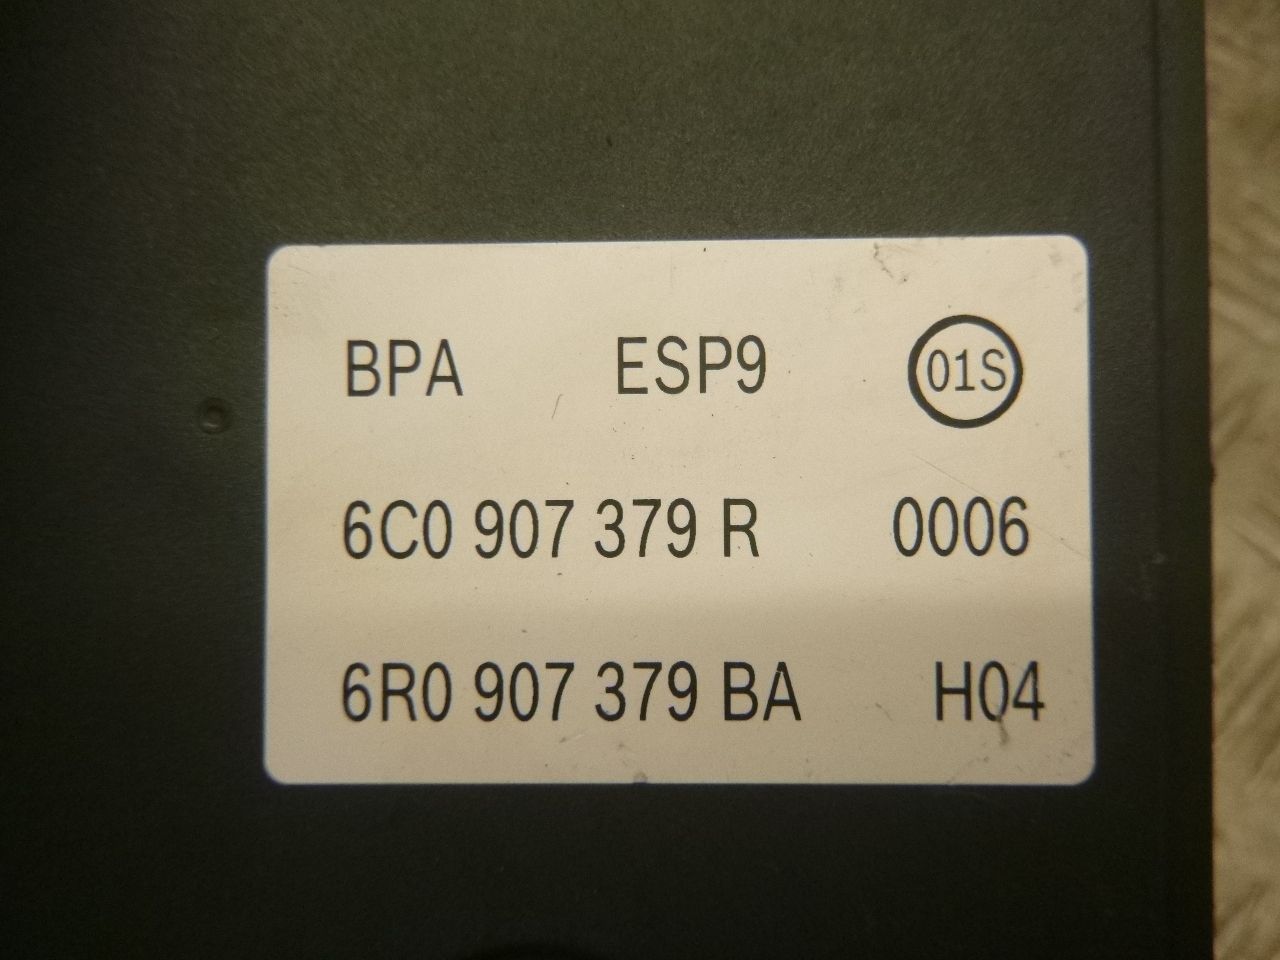 BPA ESP9 01S
6C0 907 379 R 0006
6R0 907 379 BA H04